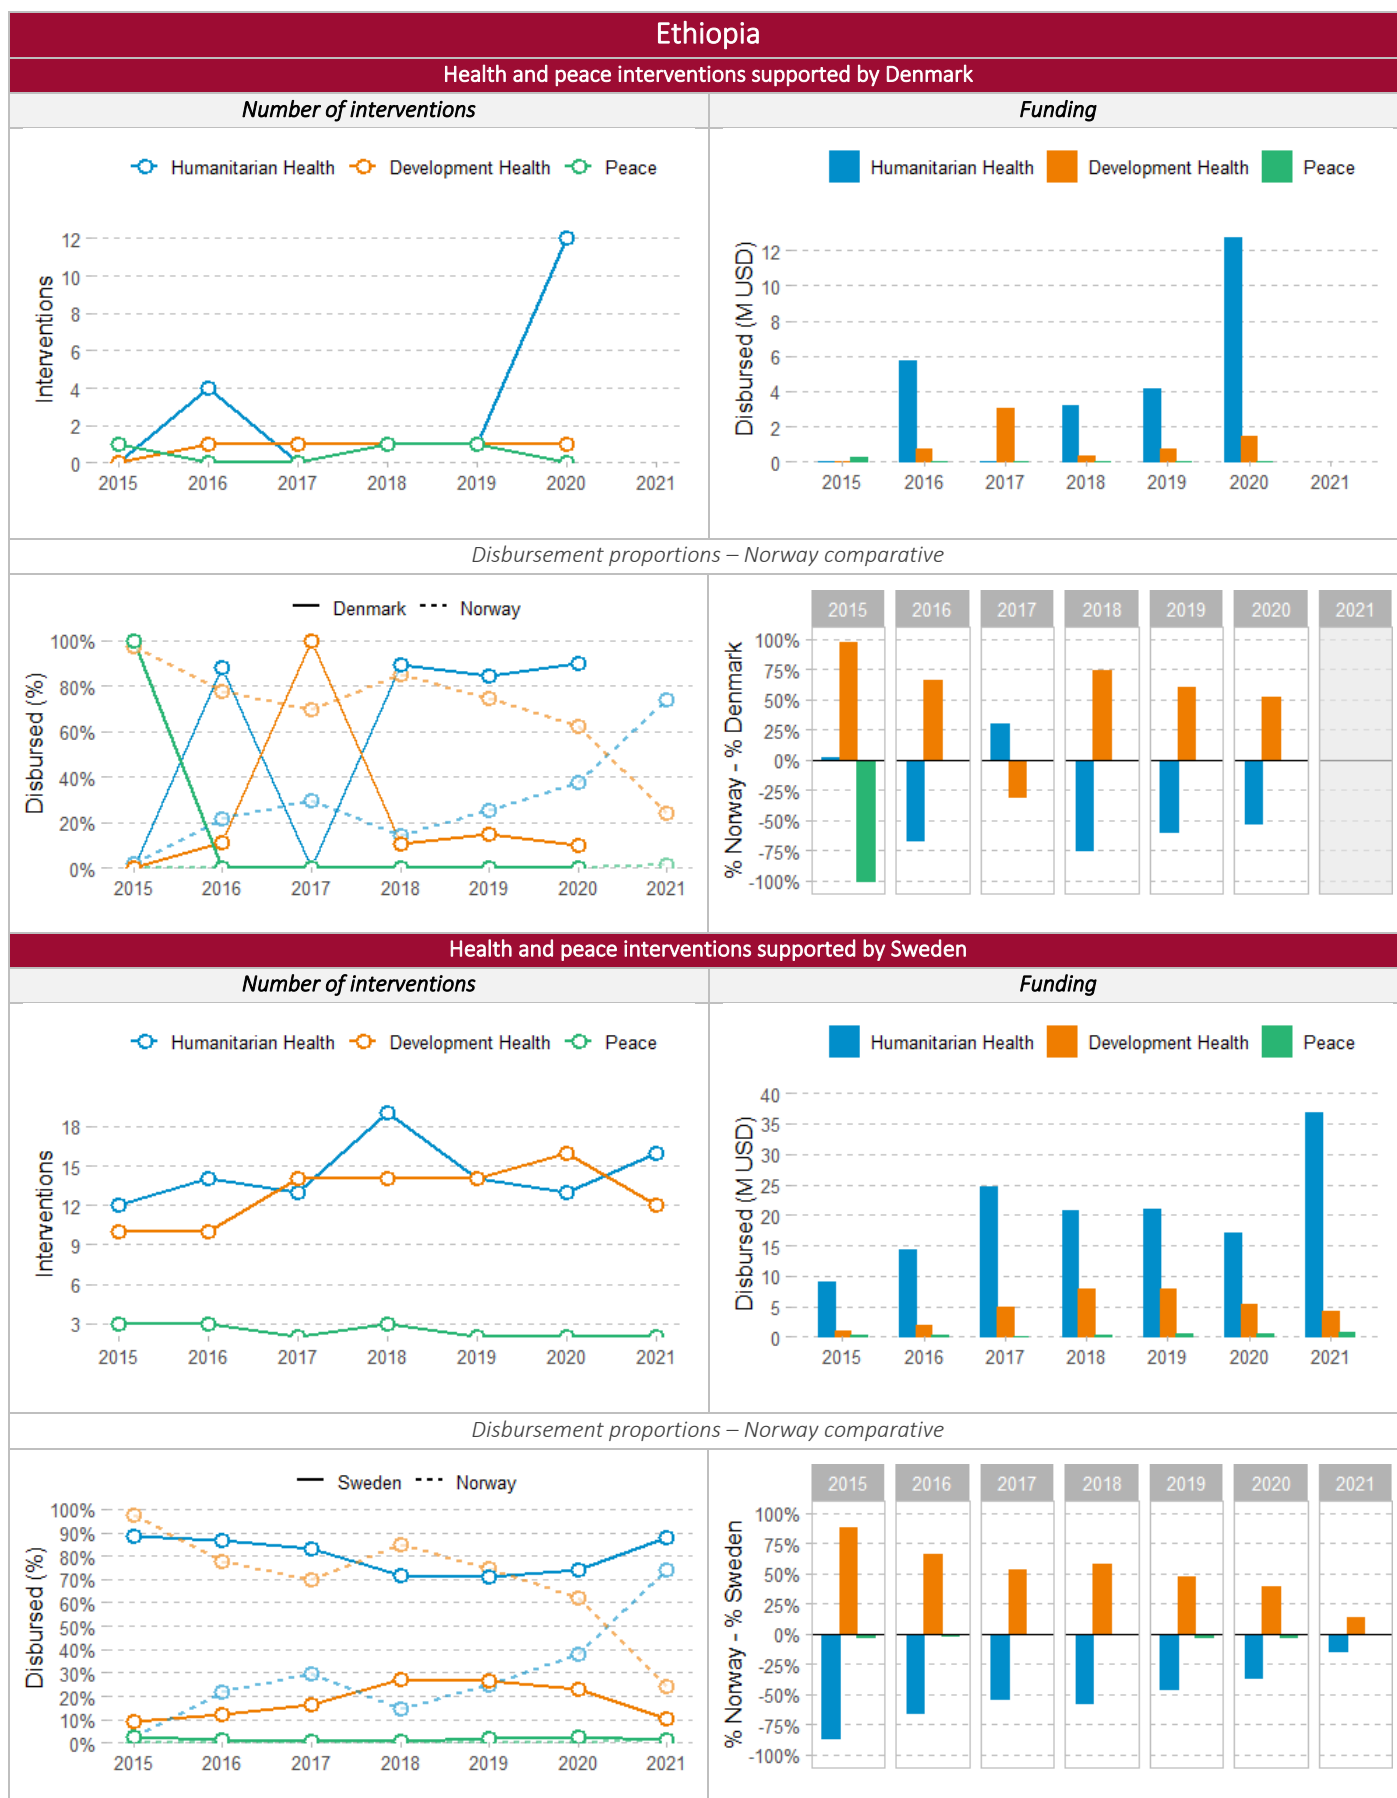 Ethiopia
Health and peace interventions supported by Denmark
Number of interventions
Funding
Humanitarian Health Development Health Peace
Interventions
12
10
8
6
4
2
0
2015 2016 2017 2018 2019 2020 2021
Humanitarian Health Development Health Peace
Disbursed (M USD)
12
10
8
6
4
2
0
2015 2016 2017 2018 2019 2020 2021
Disbursement proportions – Norway comparative
Denmark Norway
Disbursed (%)
100%
80%
60%
40%
20%
0%
2015 2016 2017 2018 2019 2020 2021
2015 2016 2017 2018 2019 2020 2021
% Norway - % Denmark
100%
75%
50%
25%
0%
-25%
-50%
-75%
-100%
Health and peace interventions supported by Sweden
Number of interventions
Funding
Humanitarian Health Development Health Peace
Interventions
18
15
12
9
6
3
2015 2016 2017 2018 2019 2020 2021
Humanitarian Health Development Health Peace
Disbursed (M USD)
40
35
30
25
20
15
10
5
0
2015 2016 2017 2018 2019 2020 2021
Disbursement proportions – Norway comparative
Sweden Norway
Disbursed (%)
100%
90%
80%
70%
60%
50%
40%
30%
20%
10%
0%
2015 2016 2017 2018 2019 2020 2021
2015 2016 2017 2018 2019 2020 2021
% Norway - % Sweden
100%
75%
50%
25%
0%
-25%
-50%
-75%
-100%